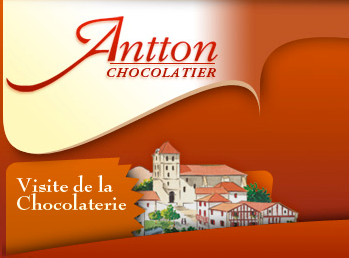 Antton
CHOCOLATIER
Visite de la
Chocolaterie